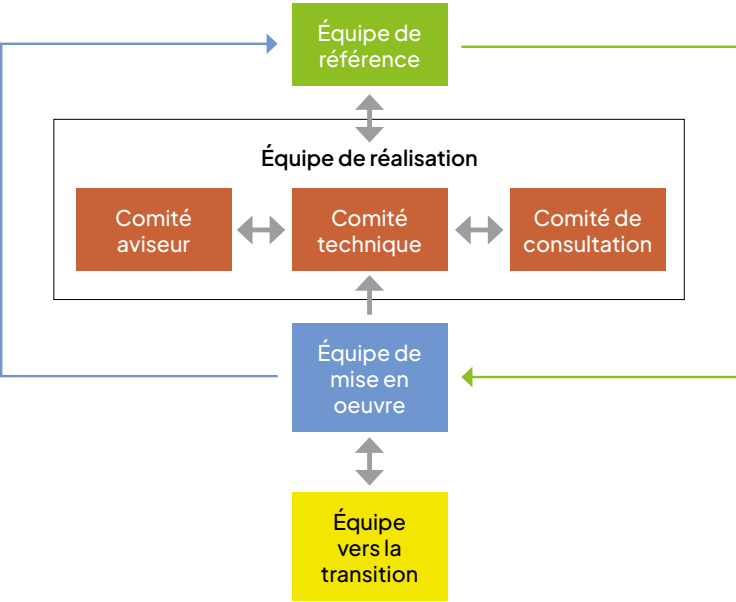 Équipe de
référence
Équipe de réalisation
Comité
aviseur
Comité
technique
Comité de
consultation
Équipe de
mise en
oeuvre
Équipe
vers la
transition